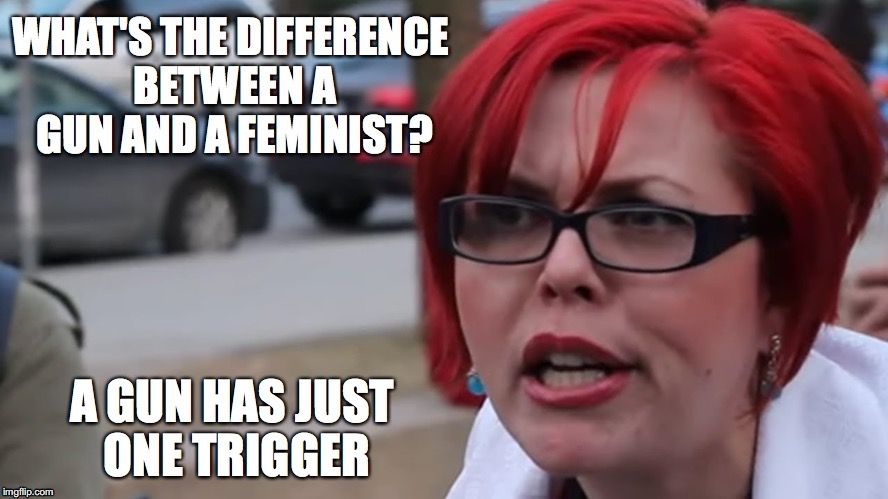 WHAT'S THE DIFFERENCE
BETWEEN A
GUN AND A FEMINIST?
A GUN HAS JUST
ONE TRIGGER
imgflip.com